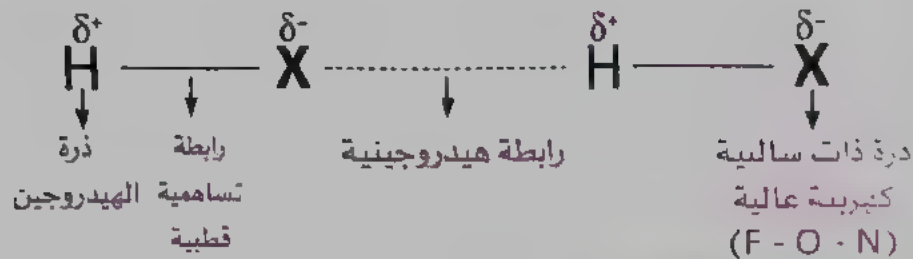 δ⁺ δ⁻ δ⁺ δ⁻
H X H X
ذرة
الهيدروجين
رابطة
تساهمية
قطبية
رابطة هيدروجينية
ذرة ذات سالبية
كهربية عالية
(F - O - N)